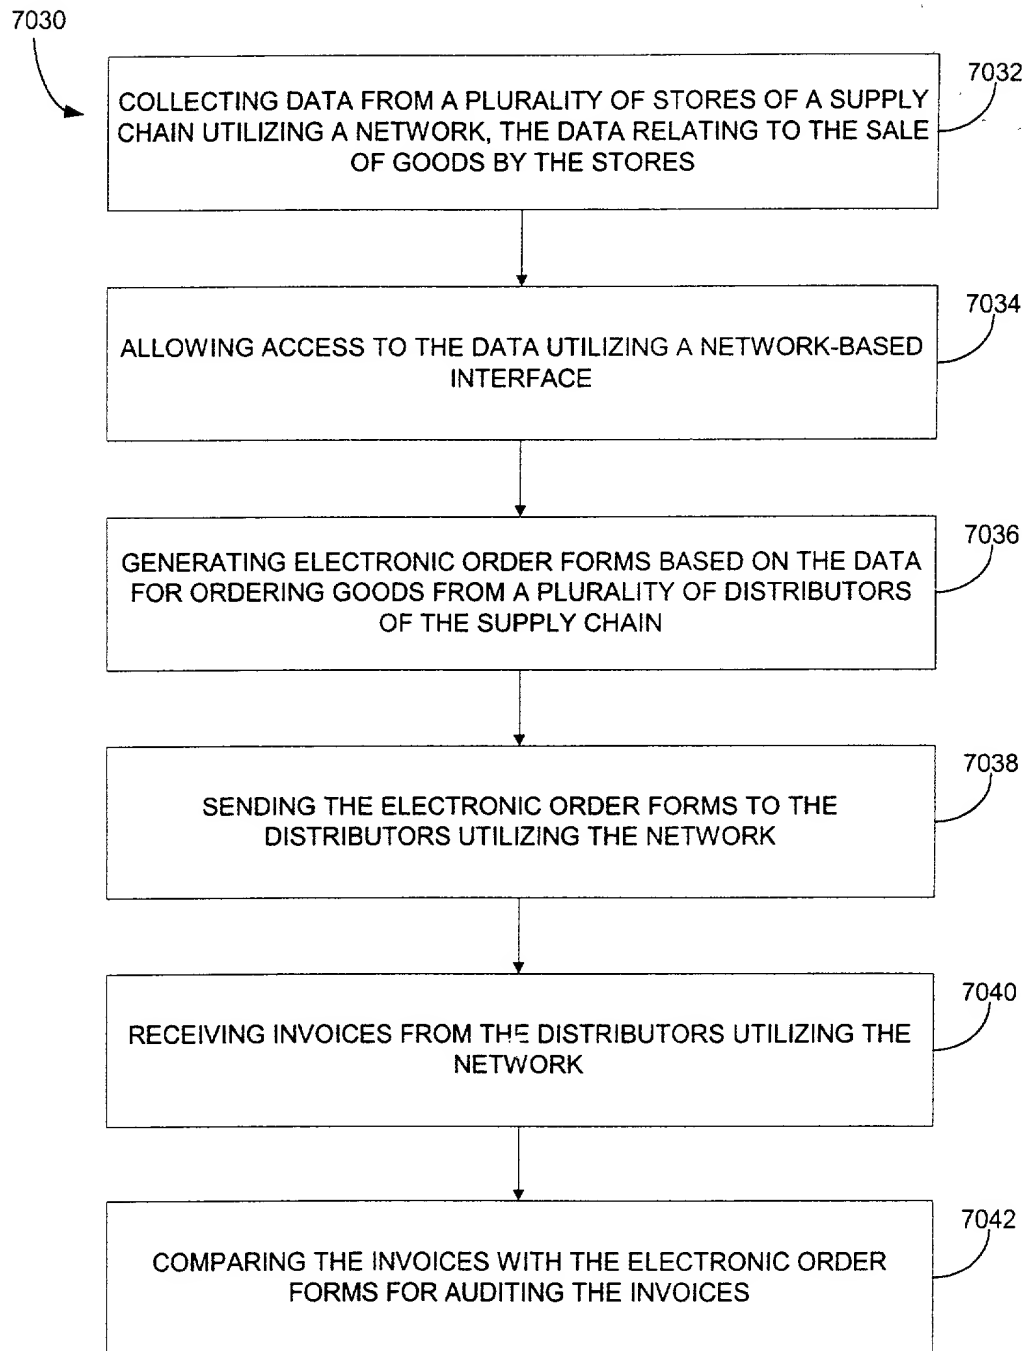 7030
7032
COLLECTING DATA FROM A PLURALITY OF STORES OF A SUPPLY
CHAIN UTILIZING A NETWORK, THE DATA RELATING TO THE SALE
OF GOODS BY THE STORES
7034
ALLOWING ACCESS TO THE DATA UTILIZING A NETWORK-BASED
INTERFACE
7036
GENERATING ELECTRONIC ORDER FORMS BASED ON THE DATA
FOR ORDERING GOODS FROM A PLURALITY OF DISTRIBUTORS
OF THE SUPPLY CHAIN
7038
SENDING THE ELECTRONIC ORDER FORMS TO THE
DISTRIBUTORS UTILIZING THE NETWORK
7040
RECEIVING INVOICES FROM THE DISTRIBUTORS UTILIZING THE
NETWORK
7042
COMPARING THE INVOICES WITH THE ELECTRONIC ORDER
FORMS FOR AUDITING THE INVOICES